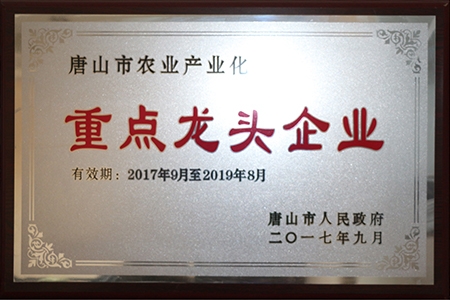 唐山市农业产业化
重点龙头企业
有效期：2017年9月至2019年8月
唐山市人民政府
二〇一七年九月